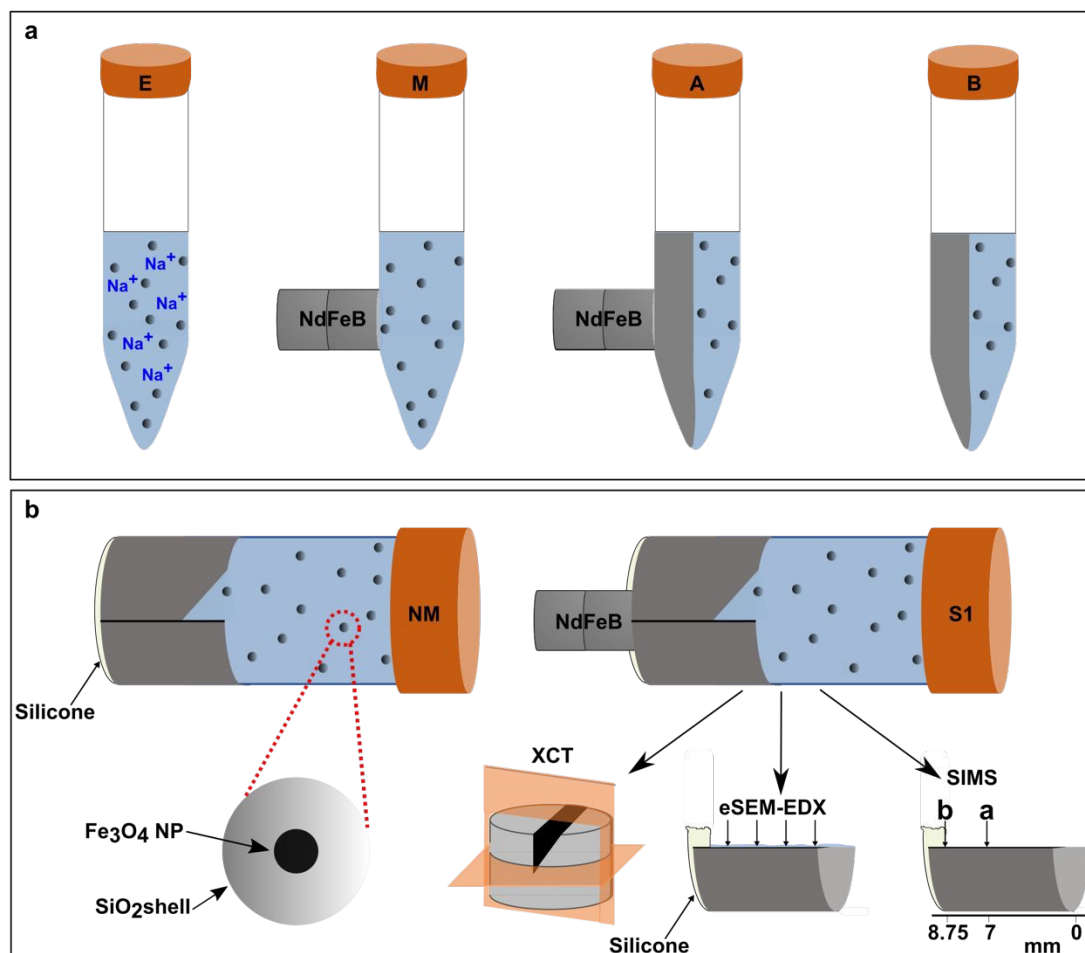 a
E
M
A
B
Na⁺
Na⁺
Na⁺
Na⁺
Na⁺
NdFeB
NdFeB
b
NM
NdFeB
S1
Silicone
XCT
SIMS
eSEM-EDX
b
a
Fe₃O₄ NP
SiO₂shell
Silicone
8.75
7
0
mm